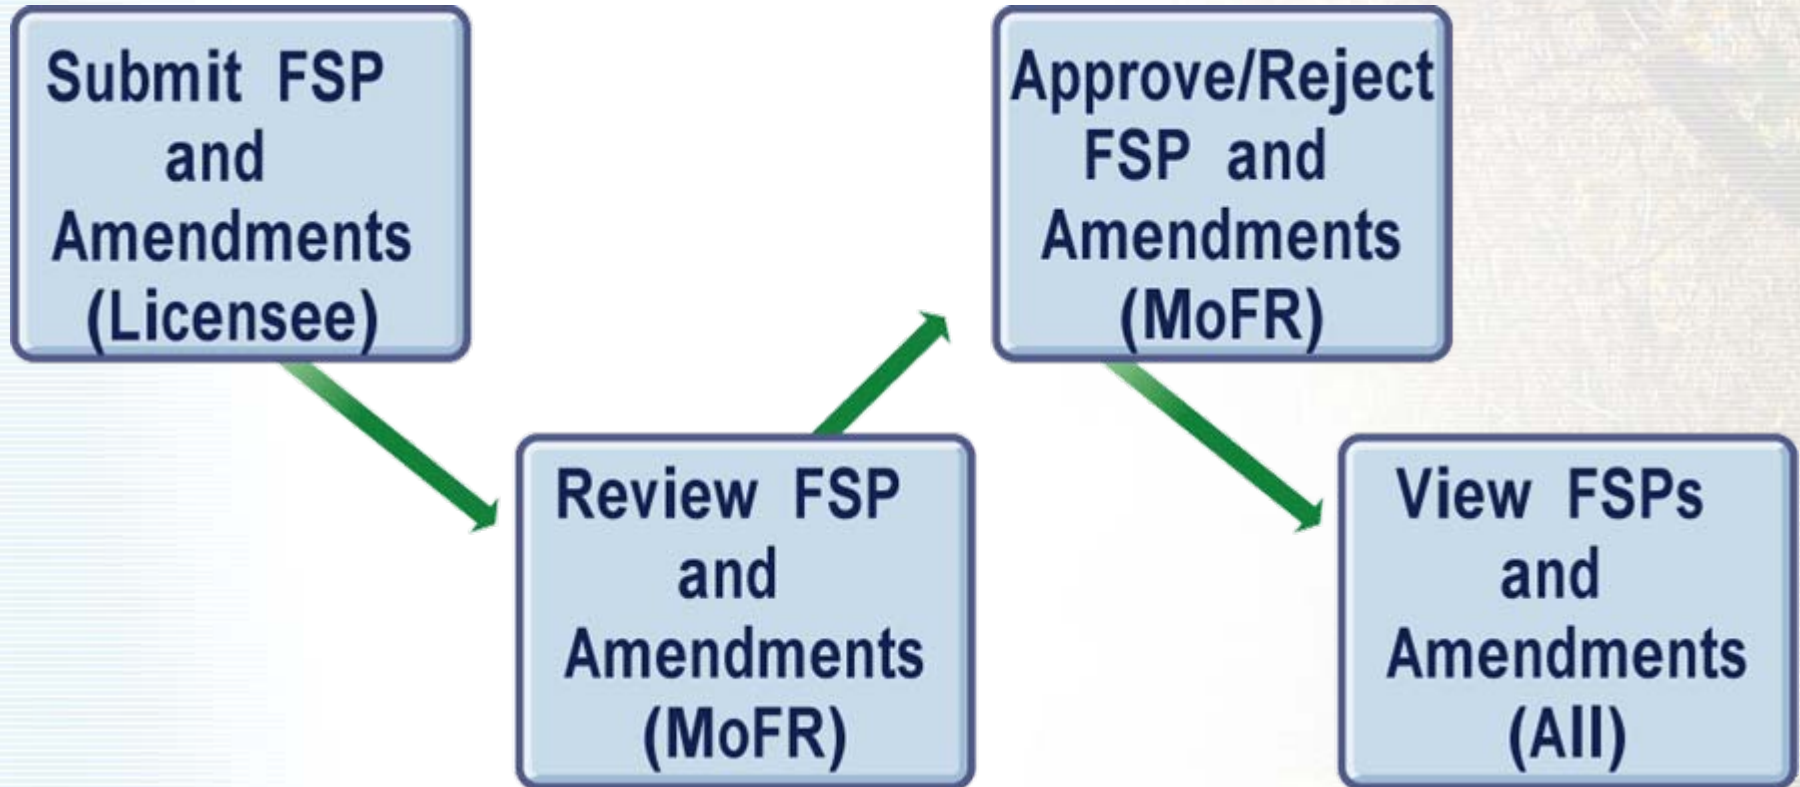 Submit FSP
and
Amendments
(Licensee)
Review FSP
and
Amendments
(MoFR)
Approve/Reject
FSP and
Amendments
(MoFR)
View FSPs
and
Amendments
(All)